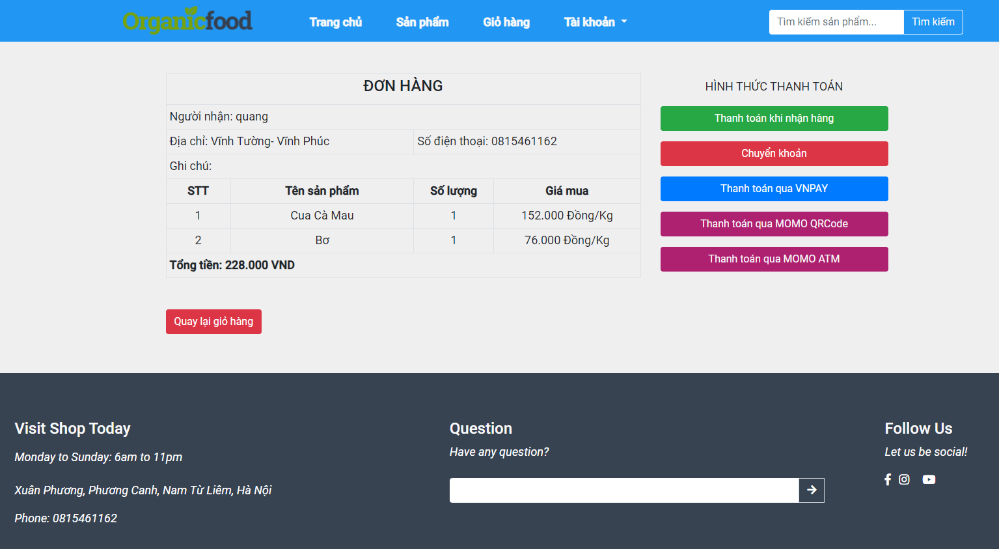 Organicfood Trang chủ Sản phẩm Giỏ hàng Tài khoản Tìm kiếm sản phẩm... Tìm kiếm
ĐƠN HÀNG
Người nhận: quang
Địa chỉ: Vĩnh Tường- Vĩnh Phúc Số điện thoại: 0815461162
Ghi chú:
STT Tên sản phẩm Số lượng Giá mua
1 Cua Cà Mau 1 152.000 Đồng/Kg
2 Bơ 1 76.000 Đồng/Kg
Tổng tiền: 228.000 VND
Quay lại giỏ hàng
HÌNH THỨC THANH TOÁN
Thanh toán khi nhận hàng
Chuyển khoản
Thanh toán qua VNPAY
Thanh toán qua MOMO QRCode
Thanh toán qua MOMO ATM
Visit Shop Today
Monday to Sunday: 6am to 11pm
Xuân Phương, Phương Canh, Nam Từ Liêm, Hà Nội
Phone: 0815461162
Question
Have any question?
Follow Us
Let us be social!